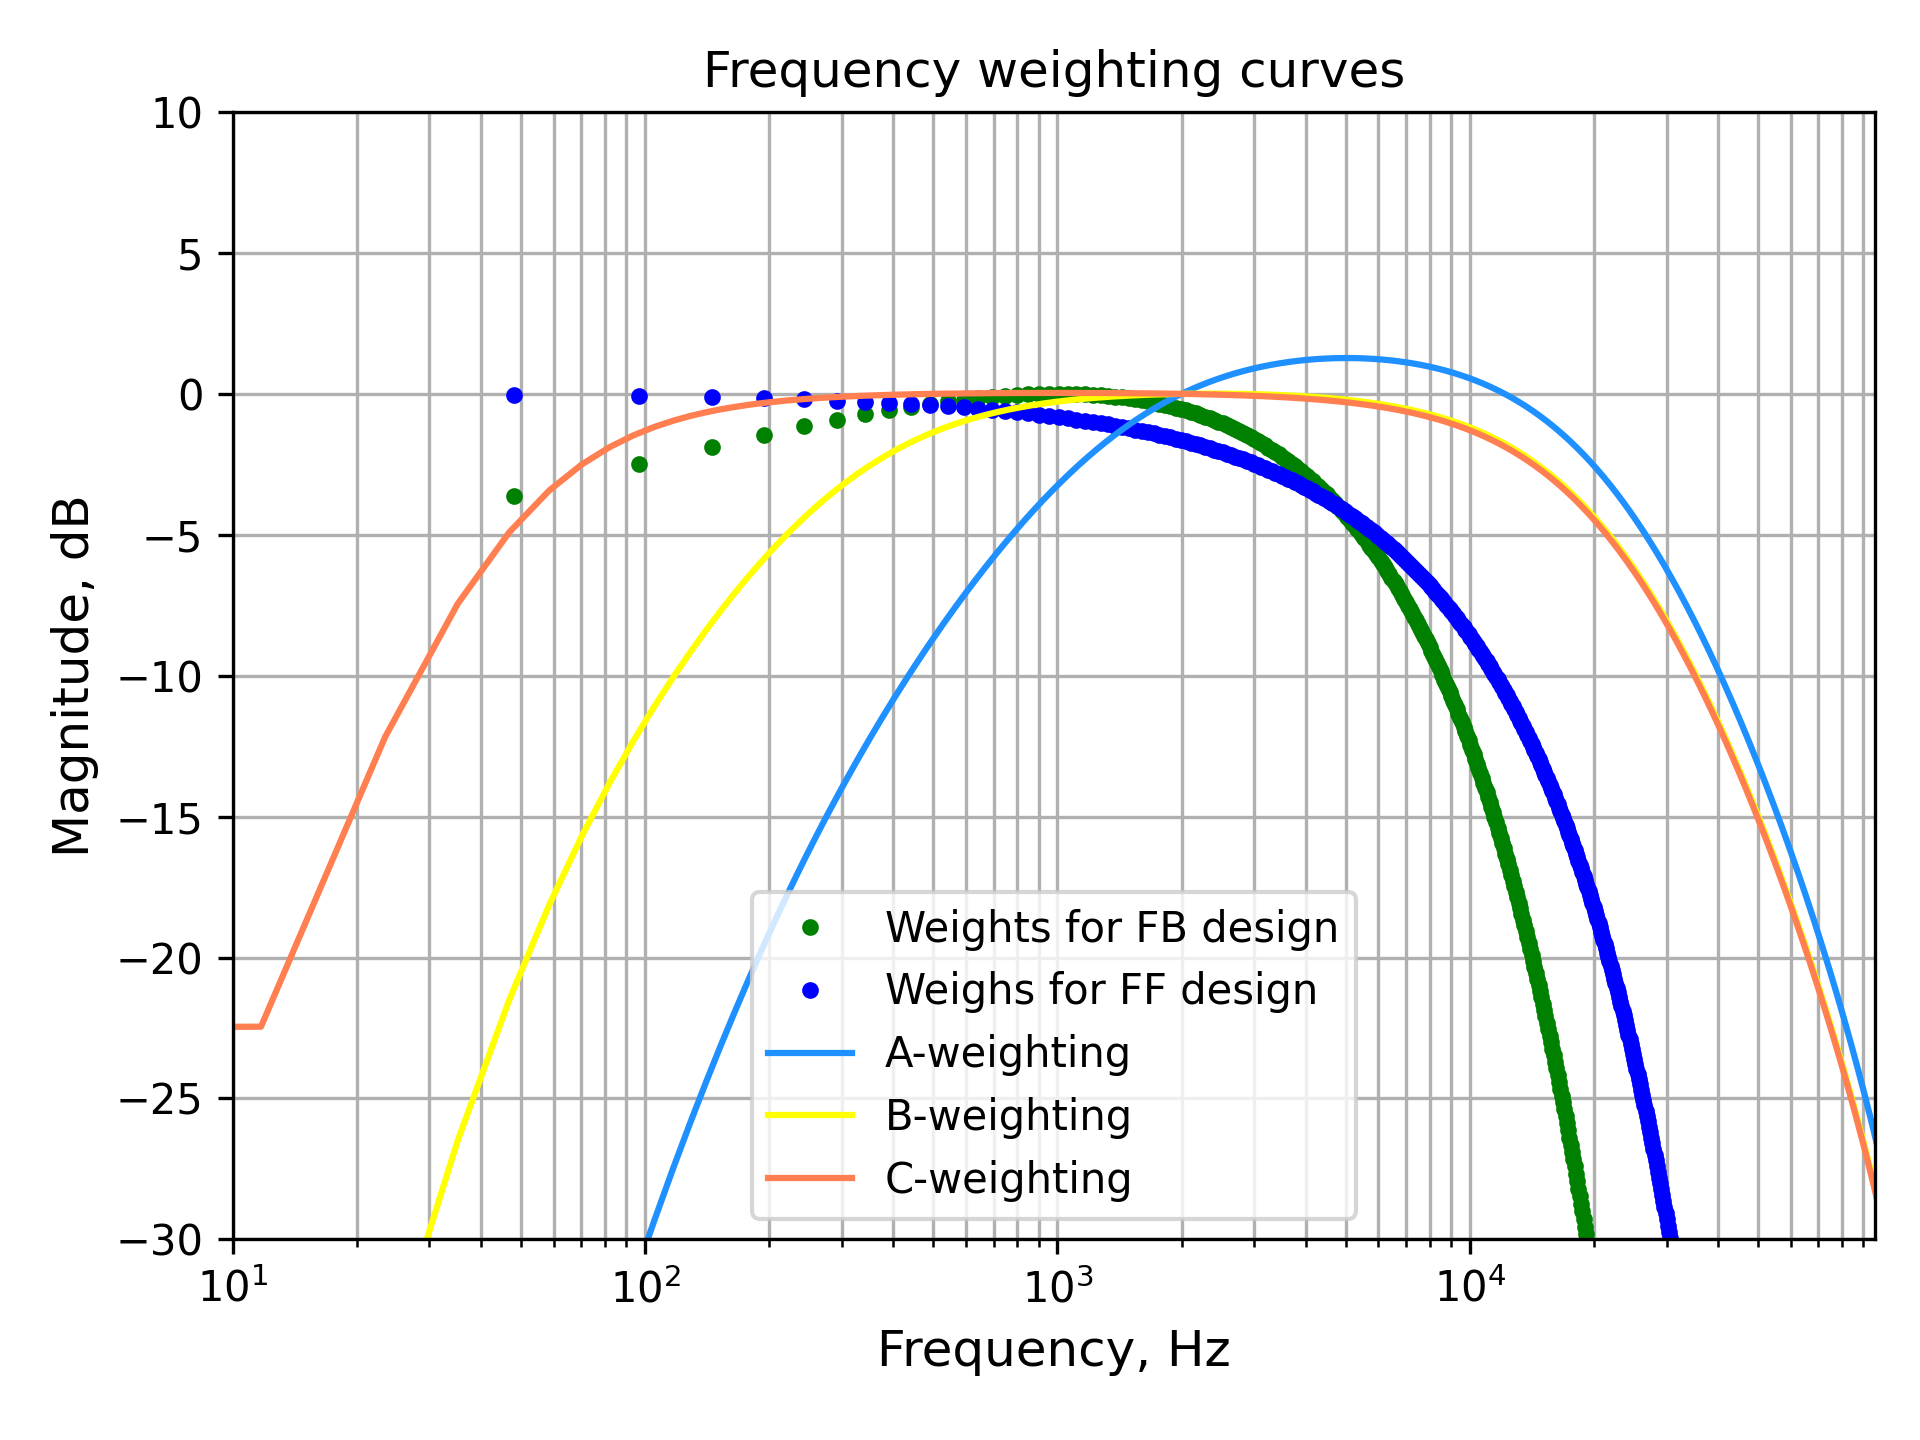 Frequency weighting curves
10
5
0
−5
−10
−15
−20
−25
−30
Magnitude, dB
Weights for FB design
Weighs for FF design
A-weighting
B-weighting
C-weighting
10¹ 10² 10³ 10⁴
Frequency, Hz